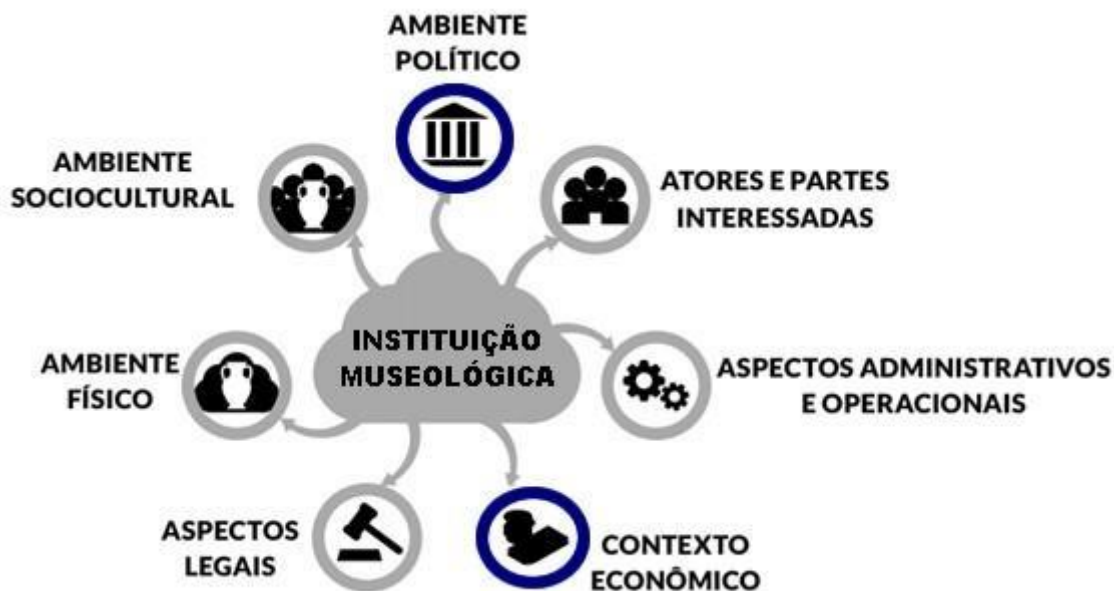 AMBIENTE
POLÍTICO
AMBIENTE
SOCIOCULTURAL
ATORES E PARTES
INTERESSADAS
INSTITUIÇÃO
MUSEOLÓGICA
AMBIENTE
FÍSICO
ASPECTOS ADMINISTRATIVOS
E OPERACIONAIS
ASPECTOS
LEGAIS
CONTEXTO
ECONÔMICO